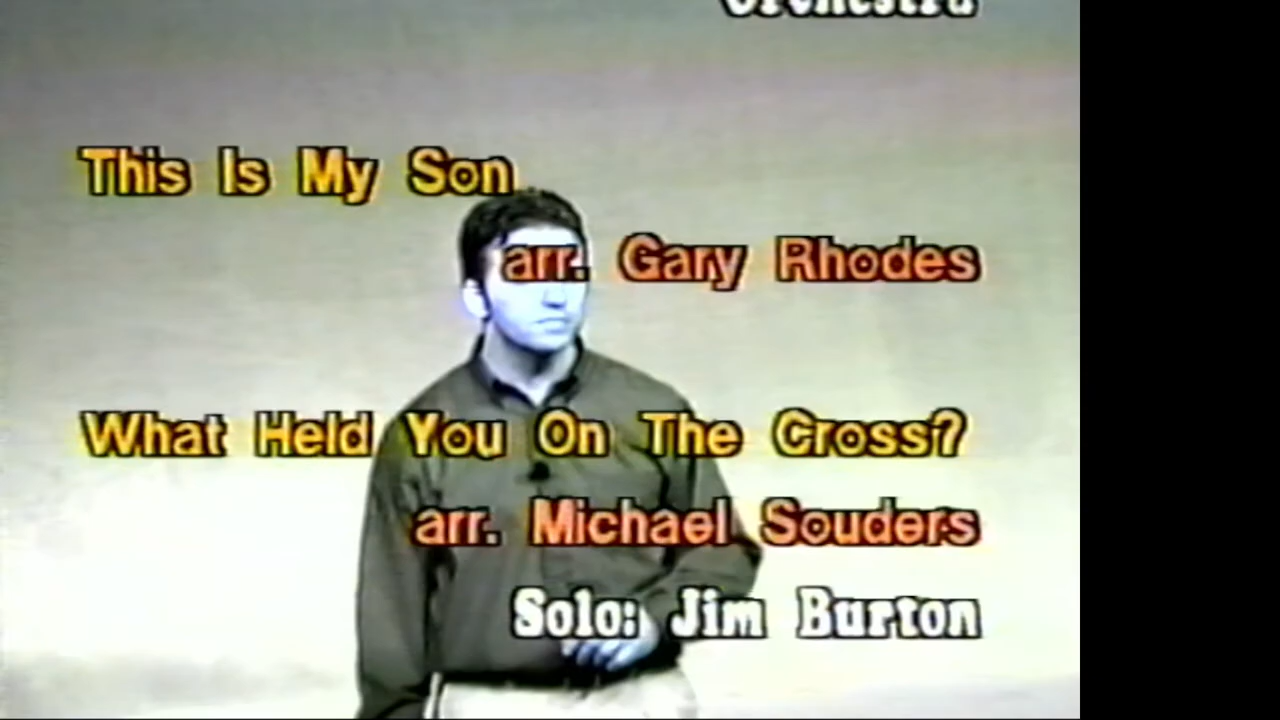 Orchestra
This Is My Son
arr. Gary Rhodes
What Held You On The Cross?
arr. Michael Souders
Solo: Jim Burton